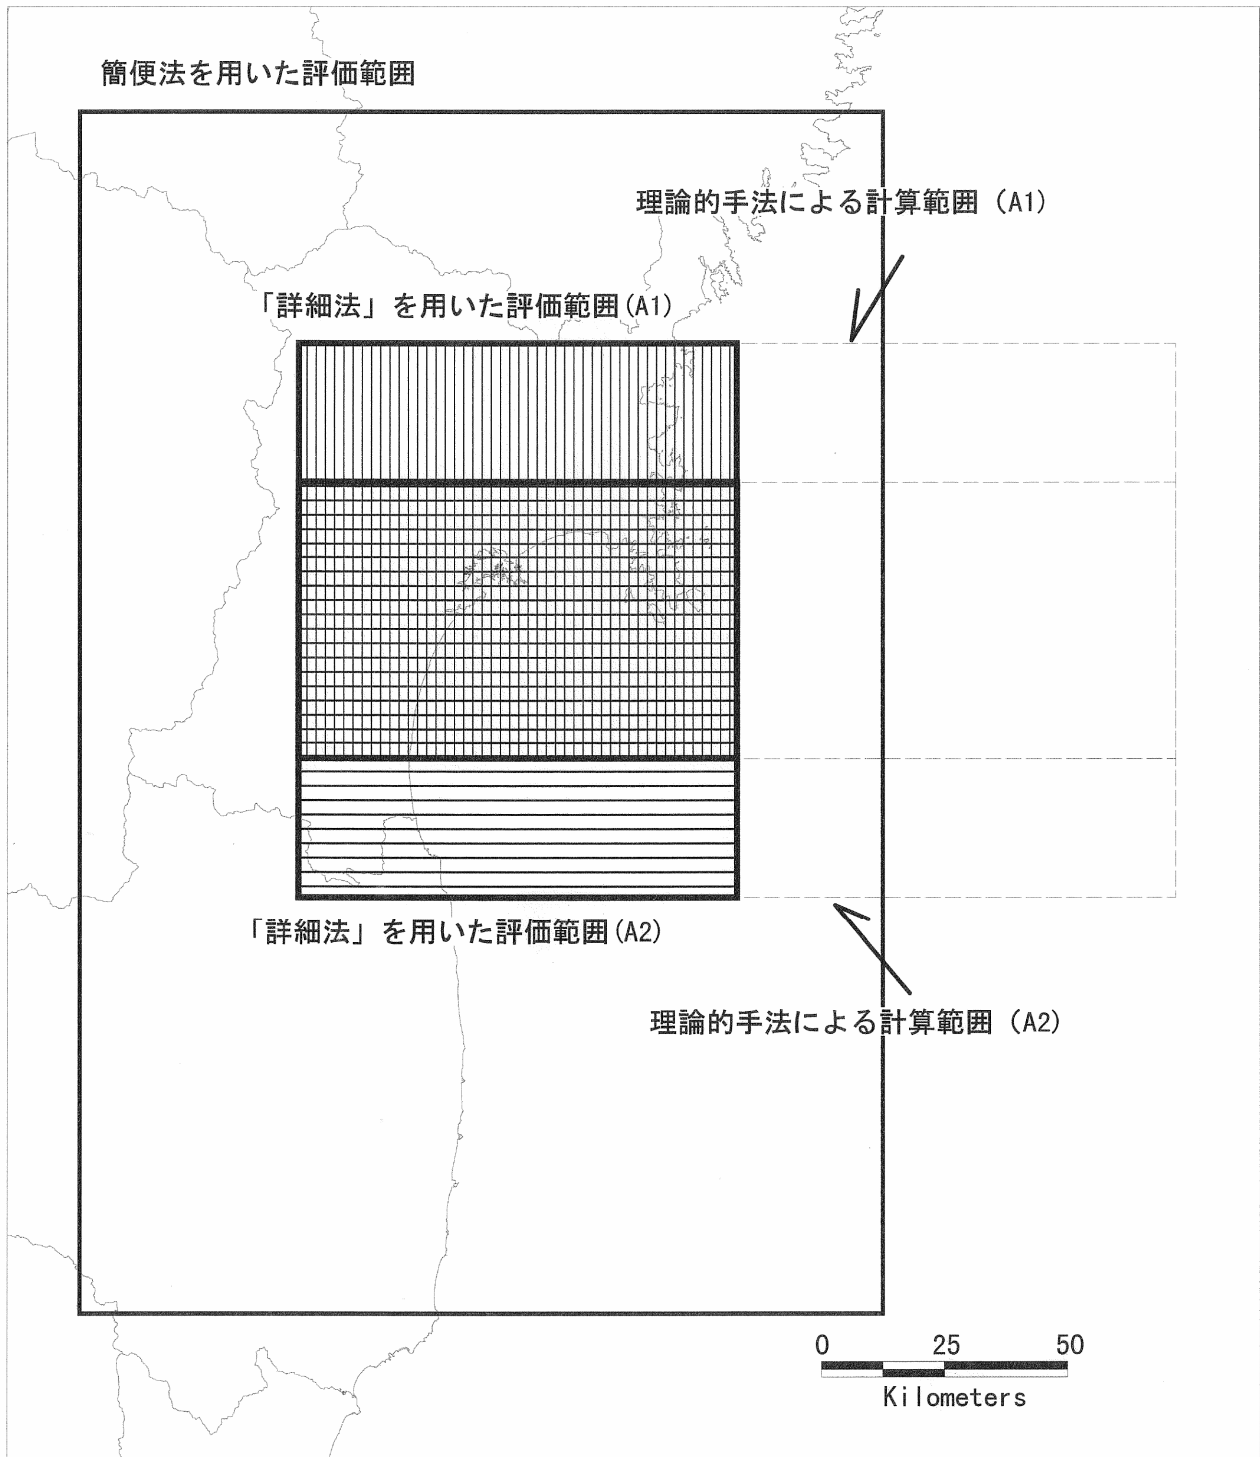 簡便法を用いた評価範囲
理論的手法による計算範囲（A1）
「詳細法」を用いた評価範囲(A1)
「詳細法」を用いた評価範囲(A2)
理論的手法による計算範囲（A2）
0 25 50
Kilometers